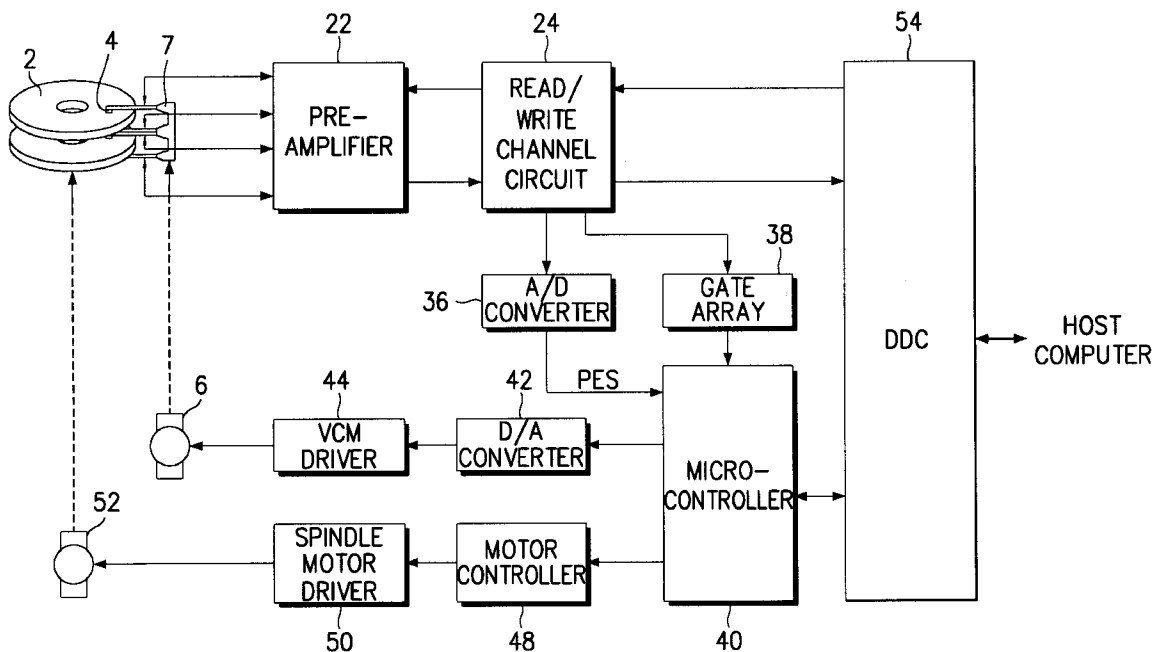 22
24
54
2
4
7
PRE-
AMPLIFIER
READ/
WRITE
CHANNEL
CIRCUIT
38
36
A/D
CONVERTER
GATE
ARRAY
DDC
HOST
COMPUTER
PES
6
44
42
VCM
DRIVER
D/A
CONVERTER
MICRO-
CONTROLLER
52
SPINDLE
MOTOR
DRIVER
MOTOR
CONTROLLER
50
48
40